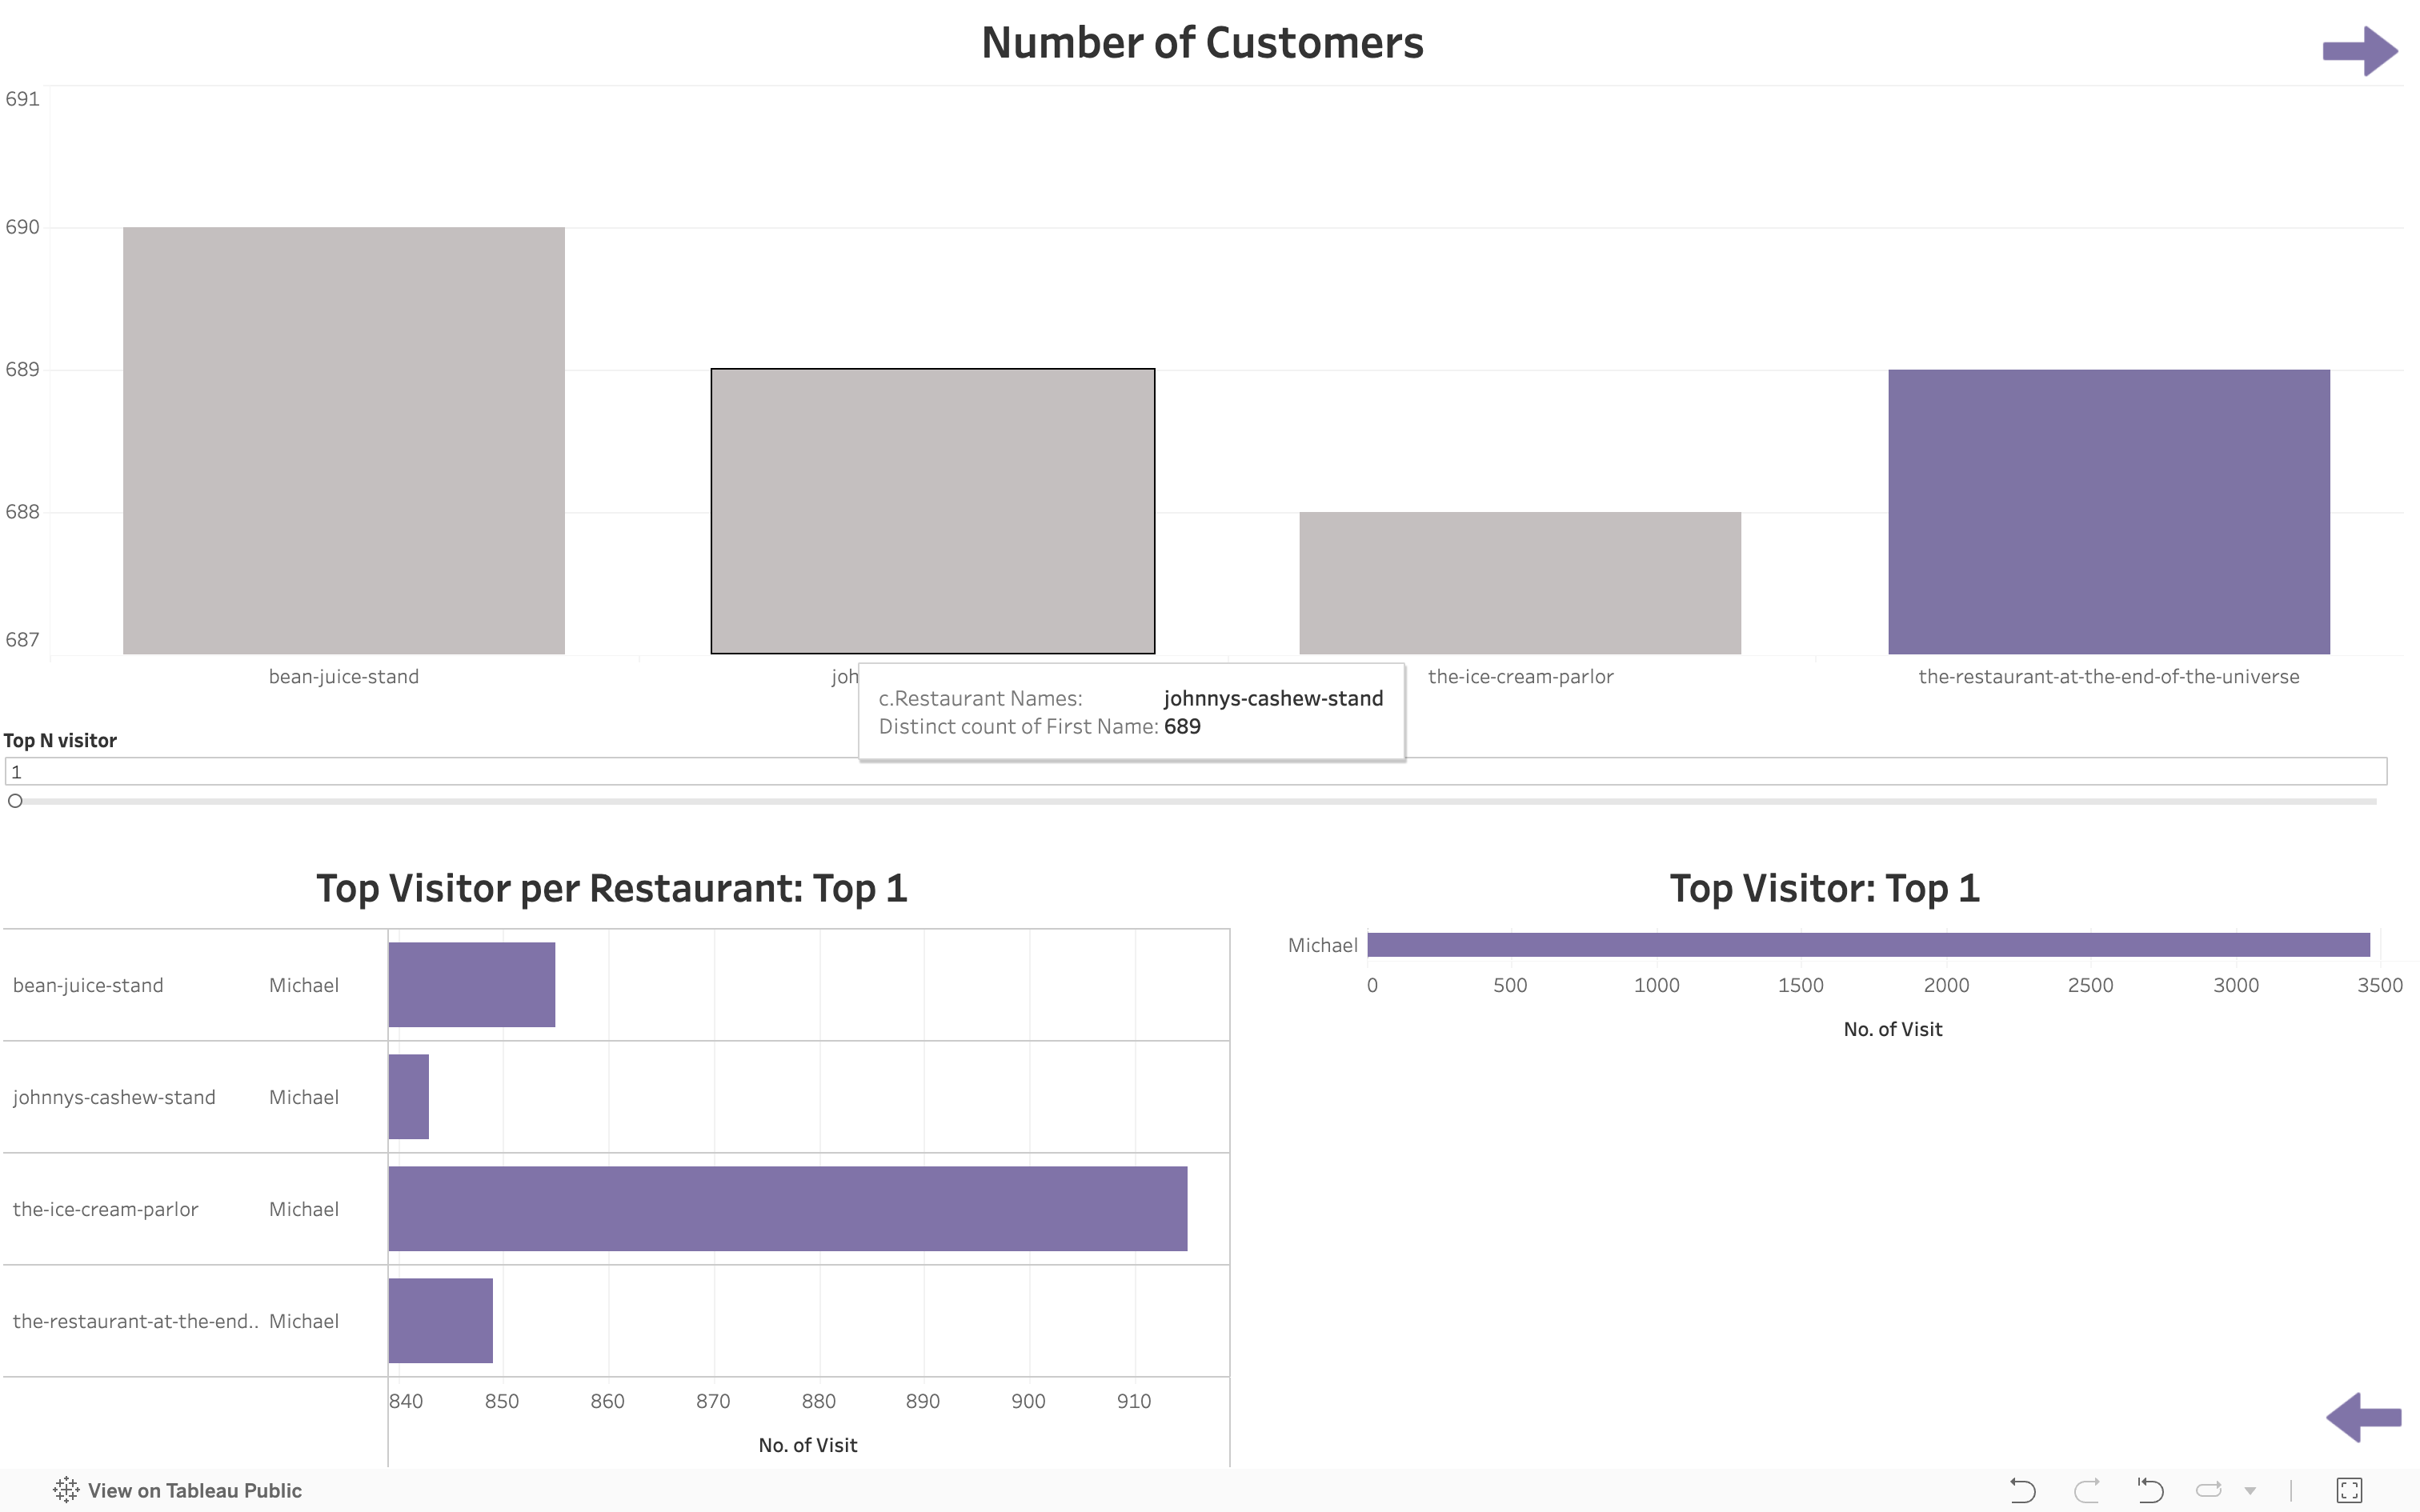 Number of Customers
691
690
689
688
687
bean-juice-stand
joh
the-ice-cream-parlor
the-restaurant-at-the-end-of-the-universe
c.Restaurant Names: johnnys-cashew-stand
Distinct count of First Name: 689
Top N visitor
1
Top Visitor per Restaurant: Top 1
bean-juice-stand Michael
johnnys-cashew-stand Michael
the-ice-cream-parlor Michael
the-restaurant-at-the-end.. Michael
840 850 860 870 880 890 900 910
No. of Visit
Top Visitor: Top 1
Michael
0 500 1000 1500 2000 2500 3000 3500
No. of Visit
View on Tableau Public